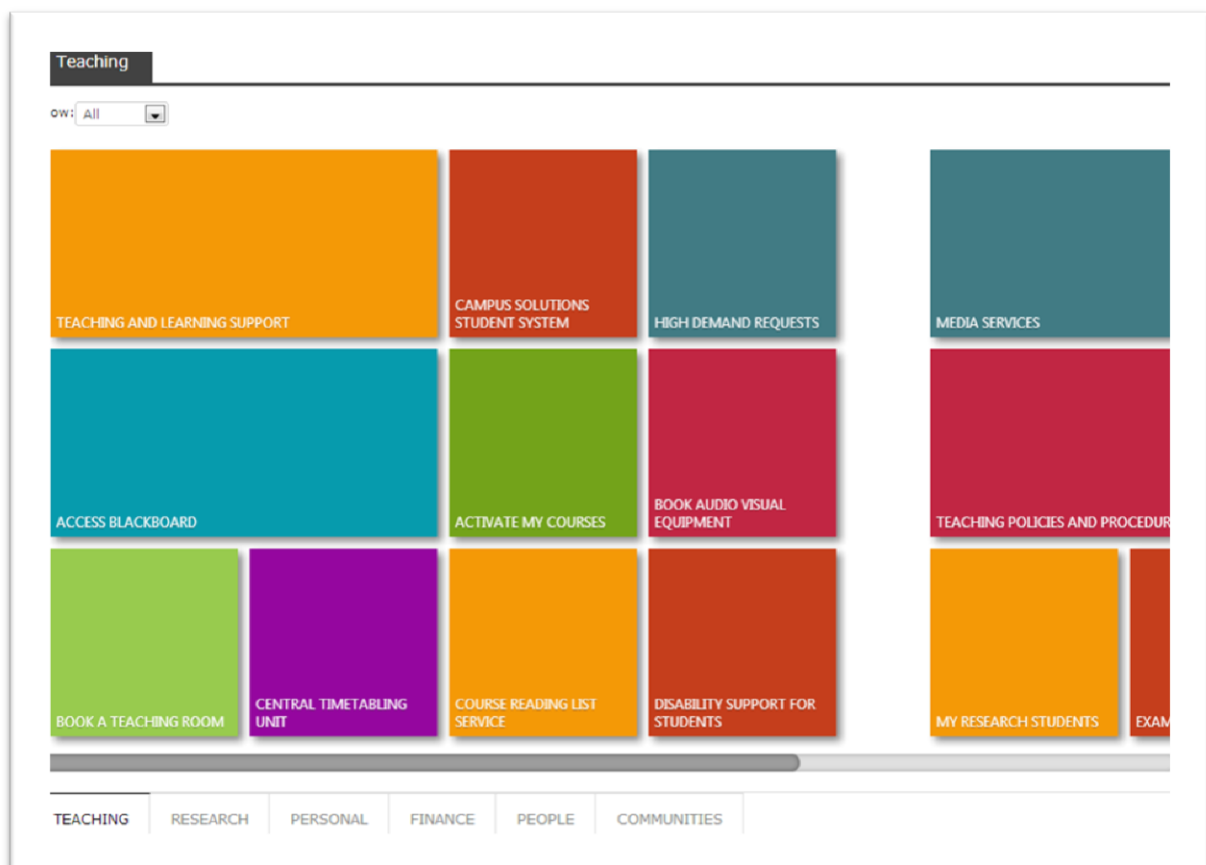 Teaching
ow: All
TEACHING AND LEARNING SUPPORT
CAMPUS SOLUTIONS
STUDENT SYSTEM
HIGH DEMAND REQUESTS
MEDIA SERVICES
ACCESS BLACKBOARD
ACTIVATE MY COURSES
BOOK AUDIO VISUAL
EQUIPMENT
TEACHING POLICIES AND PROCEDUR
BOOK A TEACHING ROOM
CENTRAL TIMETABLING
UNIT
COURSE READING LIST
SERVICE
DISABILITY SUPPORT FOR
STUDENTS
MY RESEARCH STUDENTS
EXAM
TEACHING RESEARCH PERSONAL FINANCE PEOPLE COMMUNITIES